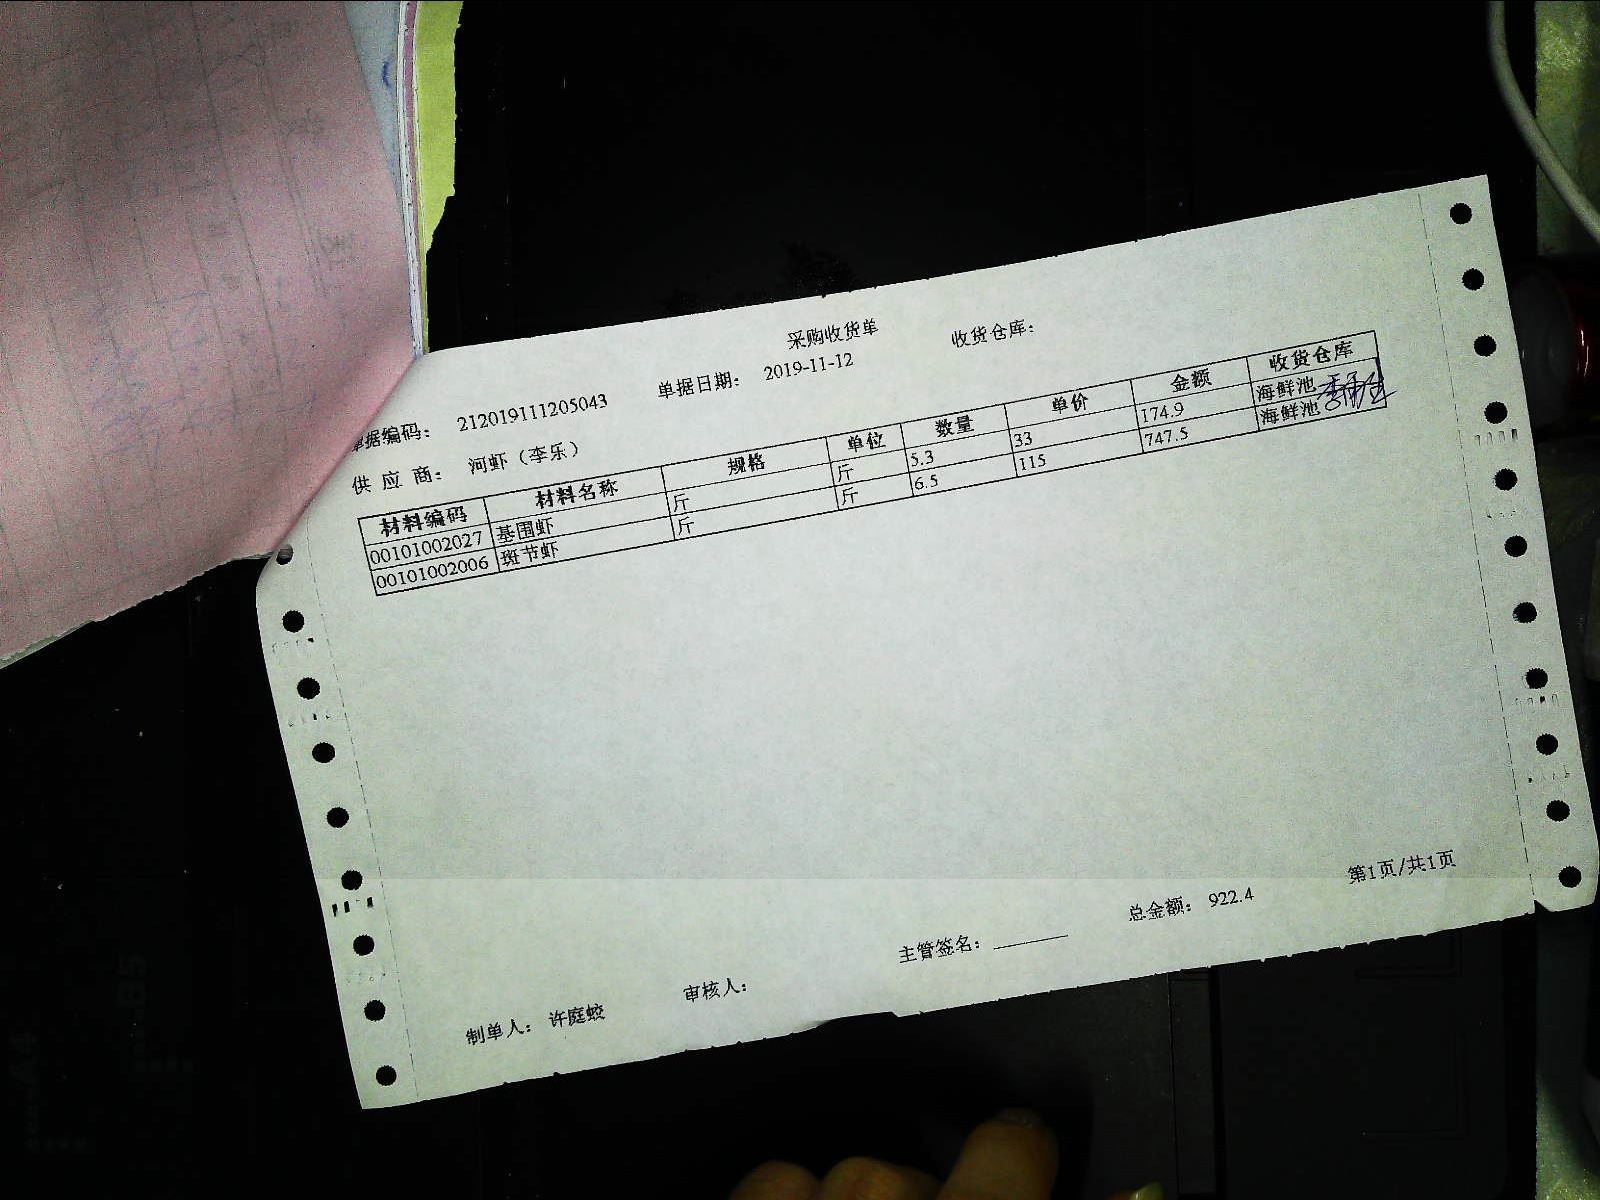 采购收货单
收货仓库：
单据编码： 212019111205043 单据日期： 2019-11-12
供 应 商： 河虾（李乐）
材料编码 材料名称 规格 单位 数量 单价 金额 收货仓库
00101002027 基围虾 斤 斤 5.3 33 174.9 海鲜池
00101002006 斑节虾 斤 斤 6.5 115 747.5 海鲜池
第1页/共1页
制单人： 许庭蛟 审核人： 主管签名： 总金额： 922.4